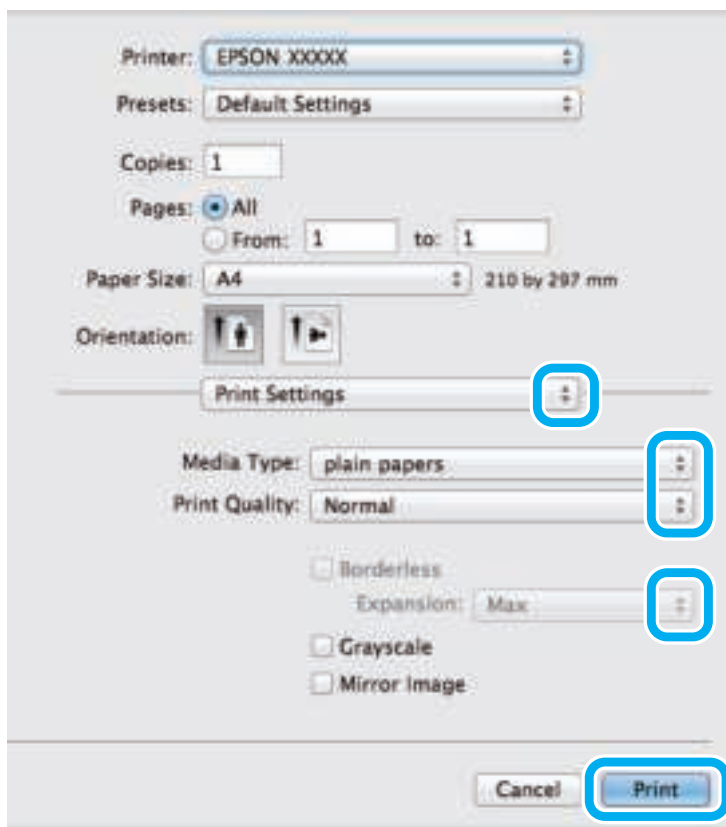 Printer: EPSON XXXXX
Presets: Default Settings
Copies: 1
Pages: All
From: 1 to: 1
Paper Size: A4 210 by 297 mm
Orientation:
Print Settings
Media Type: plain papers
Print Quality: Normal
Borderless
Expansion: Max
Grayscale
Mirror Image
Cancel Print